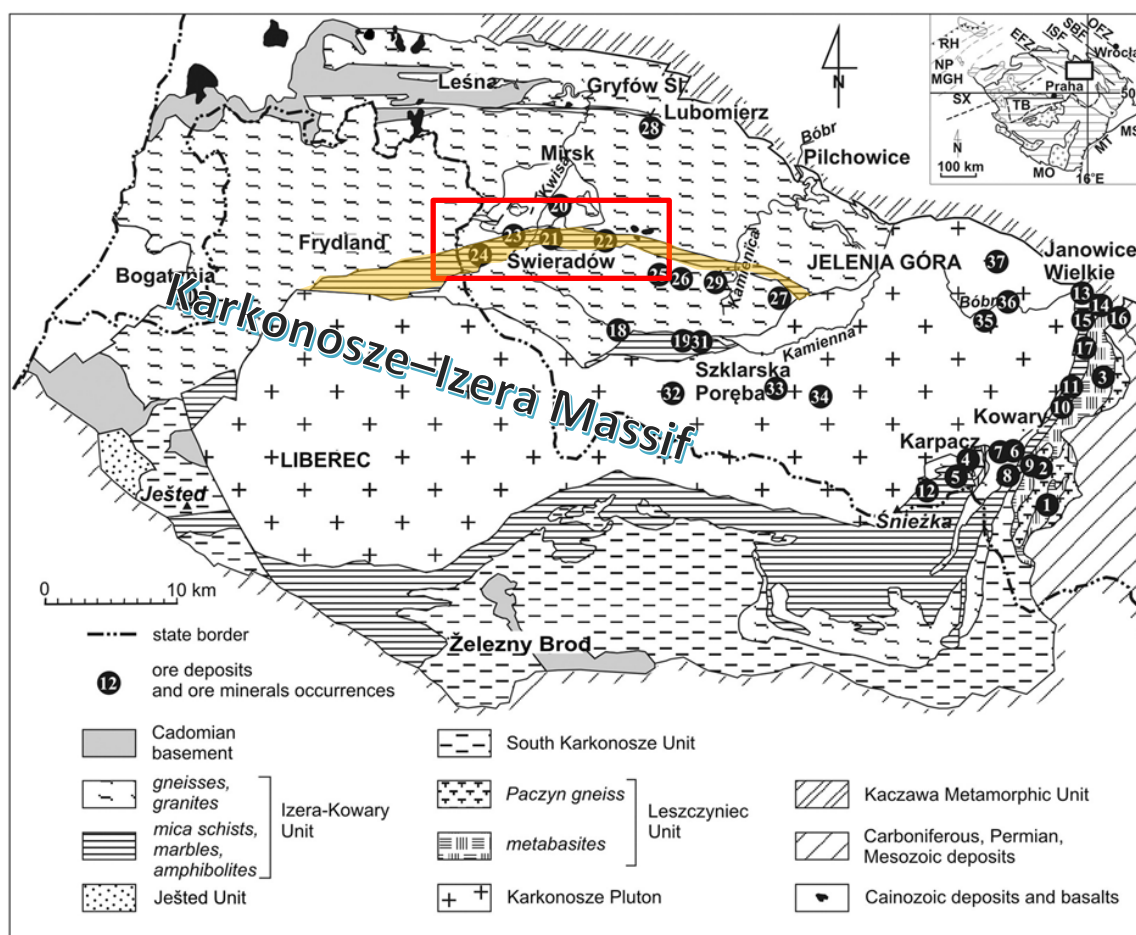 RH
NP
MGH
SX
EFZ
ISF
SBF
OFZ
Wrocła
Praha
50
TB
MS
MT
MO
N
100 km
16°E
Leśna
Gryfów Śl.
N
Lubomierz
28
Bóbr
Mirsk
Pilchowice
Kwisa
20
Frydland
23
21
22
24
Świeradów
Kamienica
JELENIA GÓRA
37
Janowice
Wielkie
Bogatynia
25
26
29
27
Bóbr
36
35
13
14
15
16
Karkonosze–Izera Massif
18
19
31
Kamienna
17
Szklarska
Poręba
32
33
34
3
11
10
Kowary
Karpacz
LIBEREC
4
7
6
5
9
2
8
12
1
Ješted
Śnieżka
0
10 km
Železny Brod
state border
12
ore deposits
and ore minerals occurrences
Cadomian
basement
gneisses,
granites
mica schists,
marbles,
amphibolites
Izera-Kowary
Unit
Ješted Unit
South Karkonosze Unit
Paczyn gneiss
metabasites
Leszczyniec
Unit
Karkonosze Pluton
Kaczawa Metamorphic Unit
Carboniferous, Permian,
Mesozoic deposits
Cainozoic deposits and basalts